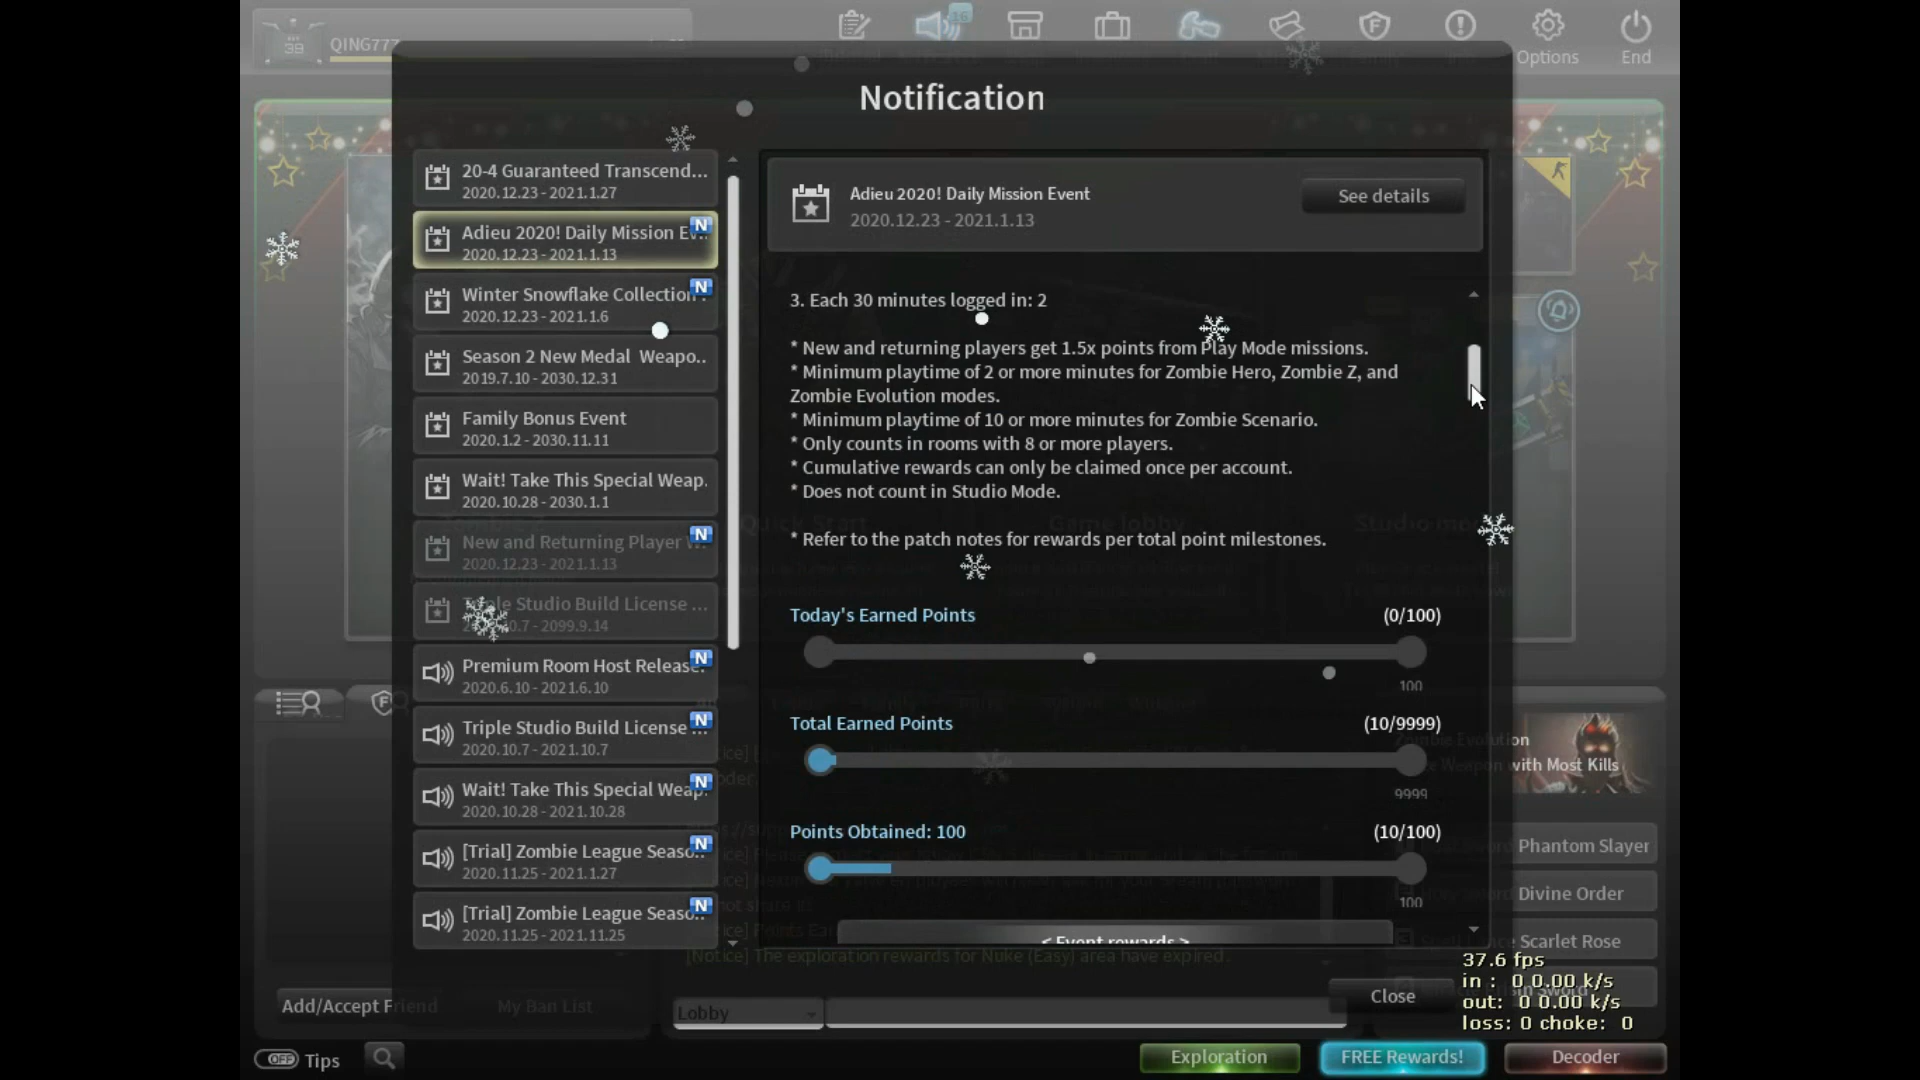 39
QING777
16
Options
End
Notification
20-4 Guaranteed Transcend...
2020.12.23 - 2021.1.27
Adieu 2020! Daily Mission Ev..
2020.12.23 - 2021.1.13
Winter Snowflake Collection
2020.12.23 - 2021.1.6
Season 2 New Medal Weapo..
2019.7.10 - 2030.12.31
Family Bonus Event
2020.1.2 - 2030.11.11
Wait! Take This Special Weap.
2020.10.28 - 2030.1.1
New and Returning Player
2020.12.23 - 2021.1.13
Triple Studio Build License ...
- 2099.9.14
Premium Room Host Release.
2020.6.10 - 2021.6.10
Triple Studio Build License ...
2020.10.7 - 2021.10.7
Wait! Take This Special Weap.
2020.10.28 - 2021.10.28
[Trial] Zombie League Seaso..
2020.11.25 - 2021.1.27
[Trial] Zombie League Seaso..
2020.11.25 - 2021.11.25
N
N
N
N
N
N
N
N
Adieu 2020! Daily Mission Event
2020.12.23 - 2021.1.13
See details
3. Each 30 minutes logged in: 2
* New and returning players get 1.5x points from Play Mode missions.
* Minimum playtime of 2 or more minutes for Zombie Hero, Zombie Z, and
Zombie Evolution modes.
* Minimum playtime of 10 or more minutes for Zombie Scenario.
* Only counts in rooms with 8 or more players.
* Cumulative rewards can only be claimed once per account.
* Does not count in Studio Mode.
Quick Start
Game lobby
Studio mo
* Refer to the patch notes for rewards per total point milestones.
Today's Earned Points
(0/100)
100
Total Earned Points
(10/9999)
9999
Points Obtained: 100
(10/100)
100
< Event rewards >
Zombie Evolution
Weapon with Most Kills
Phantom Slayer
Divine Order
Scarlet Rose
Sword
[Notice] The exploration rewards for Nuke (Easy) area have expired.
37.6 fps
in : 0 0.00 k/s
out: 0 0.00 k/s
loss: 0 choke: 0
Close
Add/Accept Friend
My Ban List
Lobby
OFF
Tips
Exploration
FREE Rewards!
Decoder